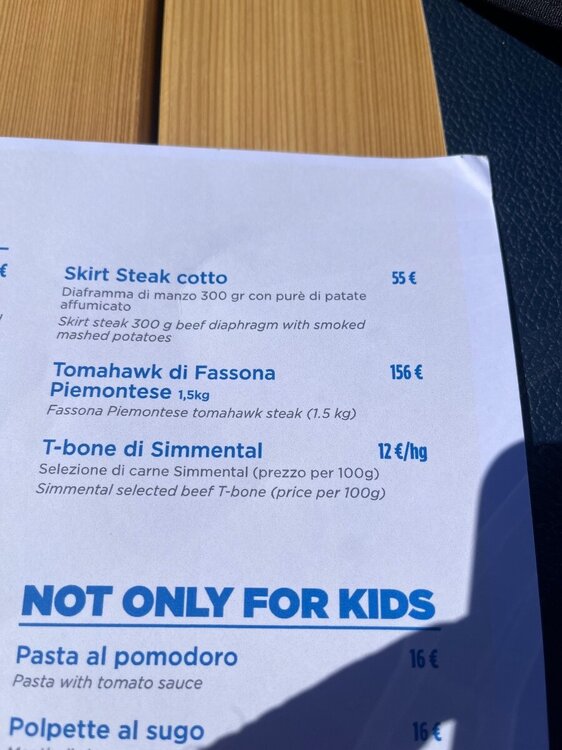 €
Skirt Steak cotto 55 €
Diaframma di manzo 300 gr con purè di patate
affumicato
Skirt steak 300 g beef diaphragm with smoked
mashed potatoes
Tomahawk di Fassona 156 €
Piemontese 1,5kg
Fassona Piemontese tomahawk steak (1.5 kg)
T-bone di Simmental 12 €/hg
Selezione di carne Simmental (prezzo per 100g)
Simmental selected beef T-bone (price per 100g)
NOT ONLY FOR KIDS
Pasta al pomodoro 16 €
Pasta with tomato sauce
Polpette al sugo 16 €